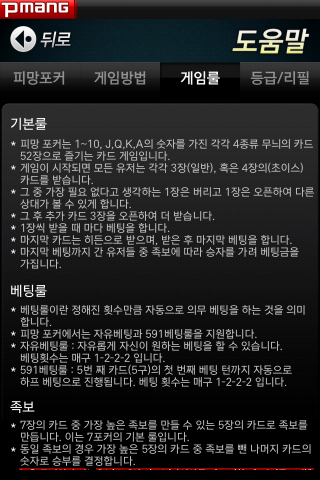 PMANG
뒤로
도움말
피망포커 게임방법 게임룰 등급/리필
기본룰
* 피망 포커는 1~10, J,Q,K,A의 숫자를 가진 각각 4종류 무늬의 카드
52장으로 즐기는 카드 게임입니다.
* 게임이 시작되면 모든 유저는 각각 3장(일반), 혹은 4장의(초이스)
카드를 받습니다.
* 그 중 가장 필요 없다고 생각하는 1장은 버리고 1장은 오픈하여 다른
상대가 볼 수 있게 합니다.
* 그 후 추가 카드 3장을 오픈하여 더 받습니다.
* 1장씩 받을 때 마다 베팅을 합니다.
* 마지막 카드는 히든으로 받으며, 받은 후 마지막 베팅을 합니다.
* 마지막 베팅까지 간 유저들 중 족보에 따라 승자를 가려 베팅금을
가집니다.
베팅룰
* 베팅룰이란 정해진 횟수만큼 자동으로 의무 베팅을 하는 것을 의미
합니다.
* 피망 포커에서는 자유베팅과 591베팅룰을 지원합니다.
* 자유베팅룰 : 자유롭게 자신이 원하는 베팅을 할 수 있습니다.
베팅횟수는 매구 1-2-2-2 입니다.
* 591베팅룰 : 5번 째 카드(5구)의 첫 번째 베팅 턴까지 자동으로
하프 베팅으로 진행됩니다. 베팅 횟수는 매구 1-2-2-2 입니다.
족보
* 7장의 카드 중 가장 높은 족보를 만들 수 있는 5장의 카드로 족보를
만듭니다. 이는 7포커의 기본 룰입니다.
* 동일 족보의 경우 가장 높은 5장의 카드 중 족보를 뺀 나머지 카드의
숫자로 승부를 결정합니다.